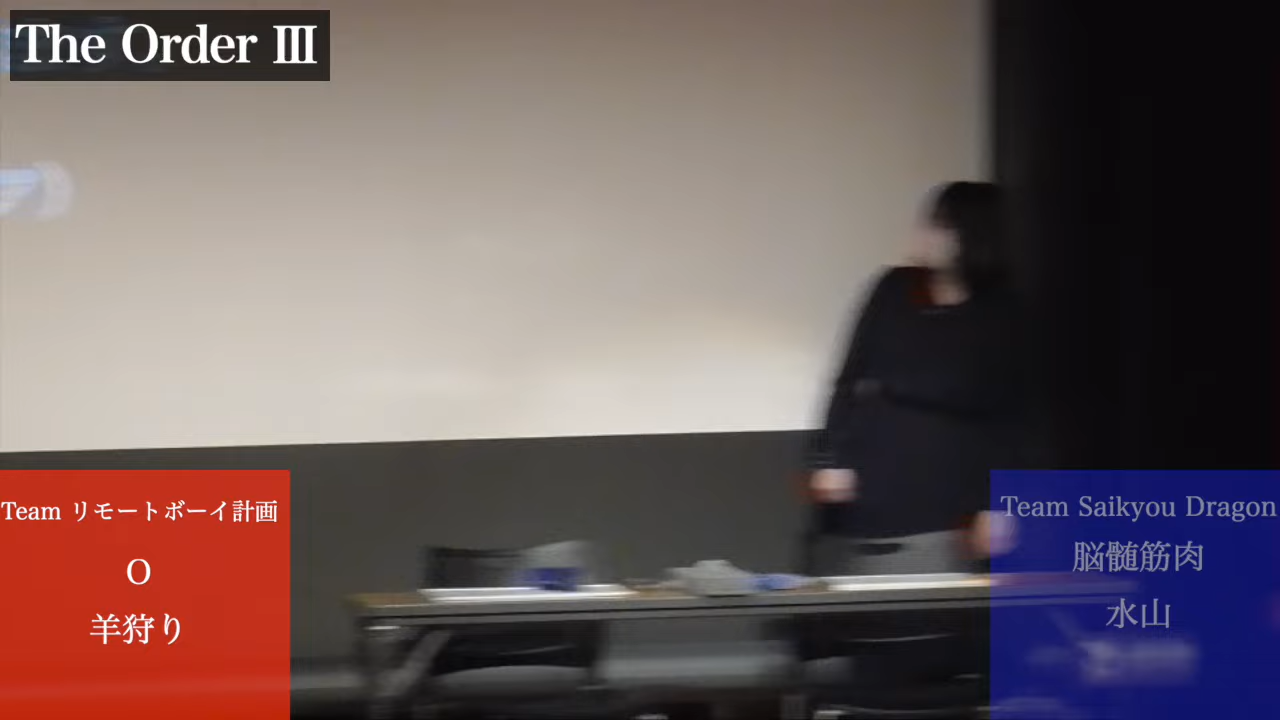 The Order Ⅲ
Team リモートボーイ計画
O
羊狩り
Team Saikyou Dragon
脳髄筋肉
水山